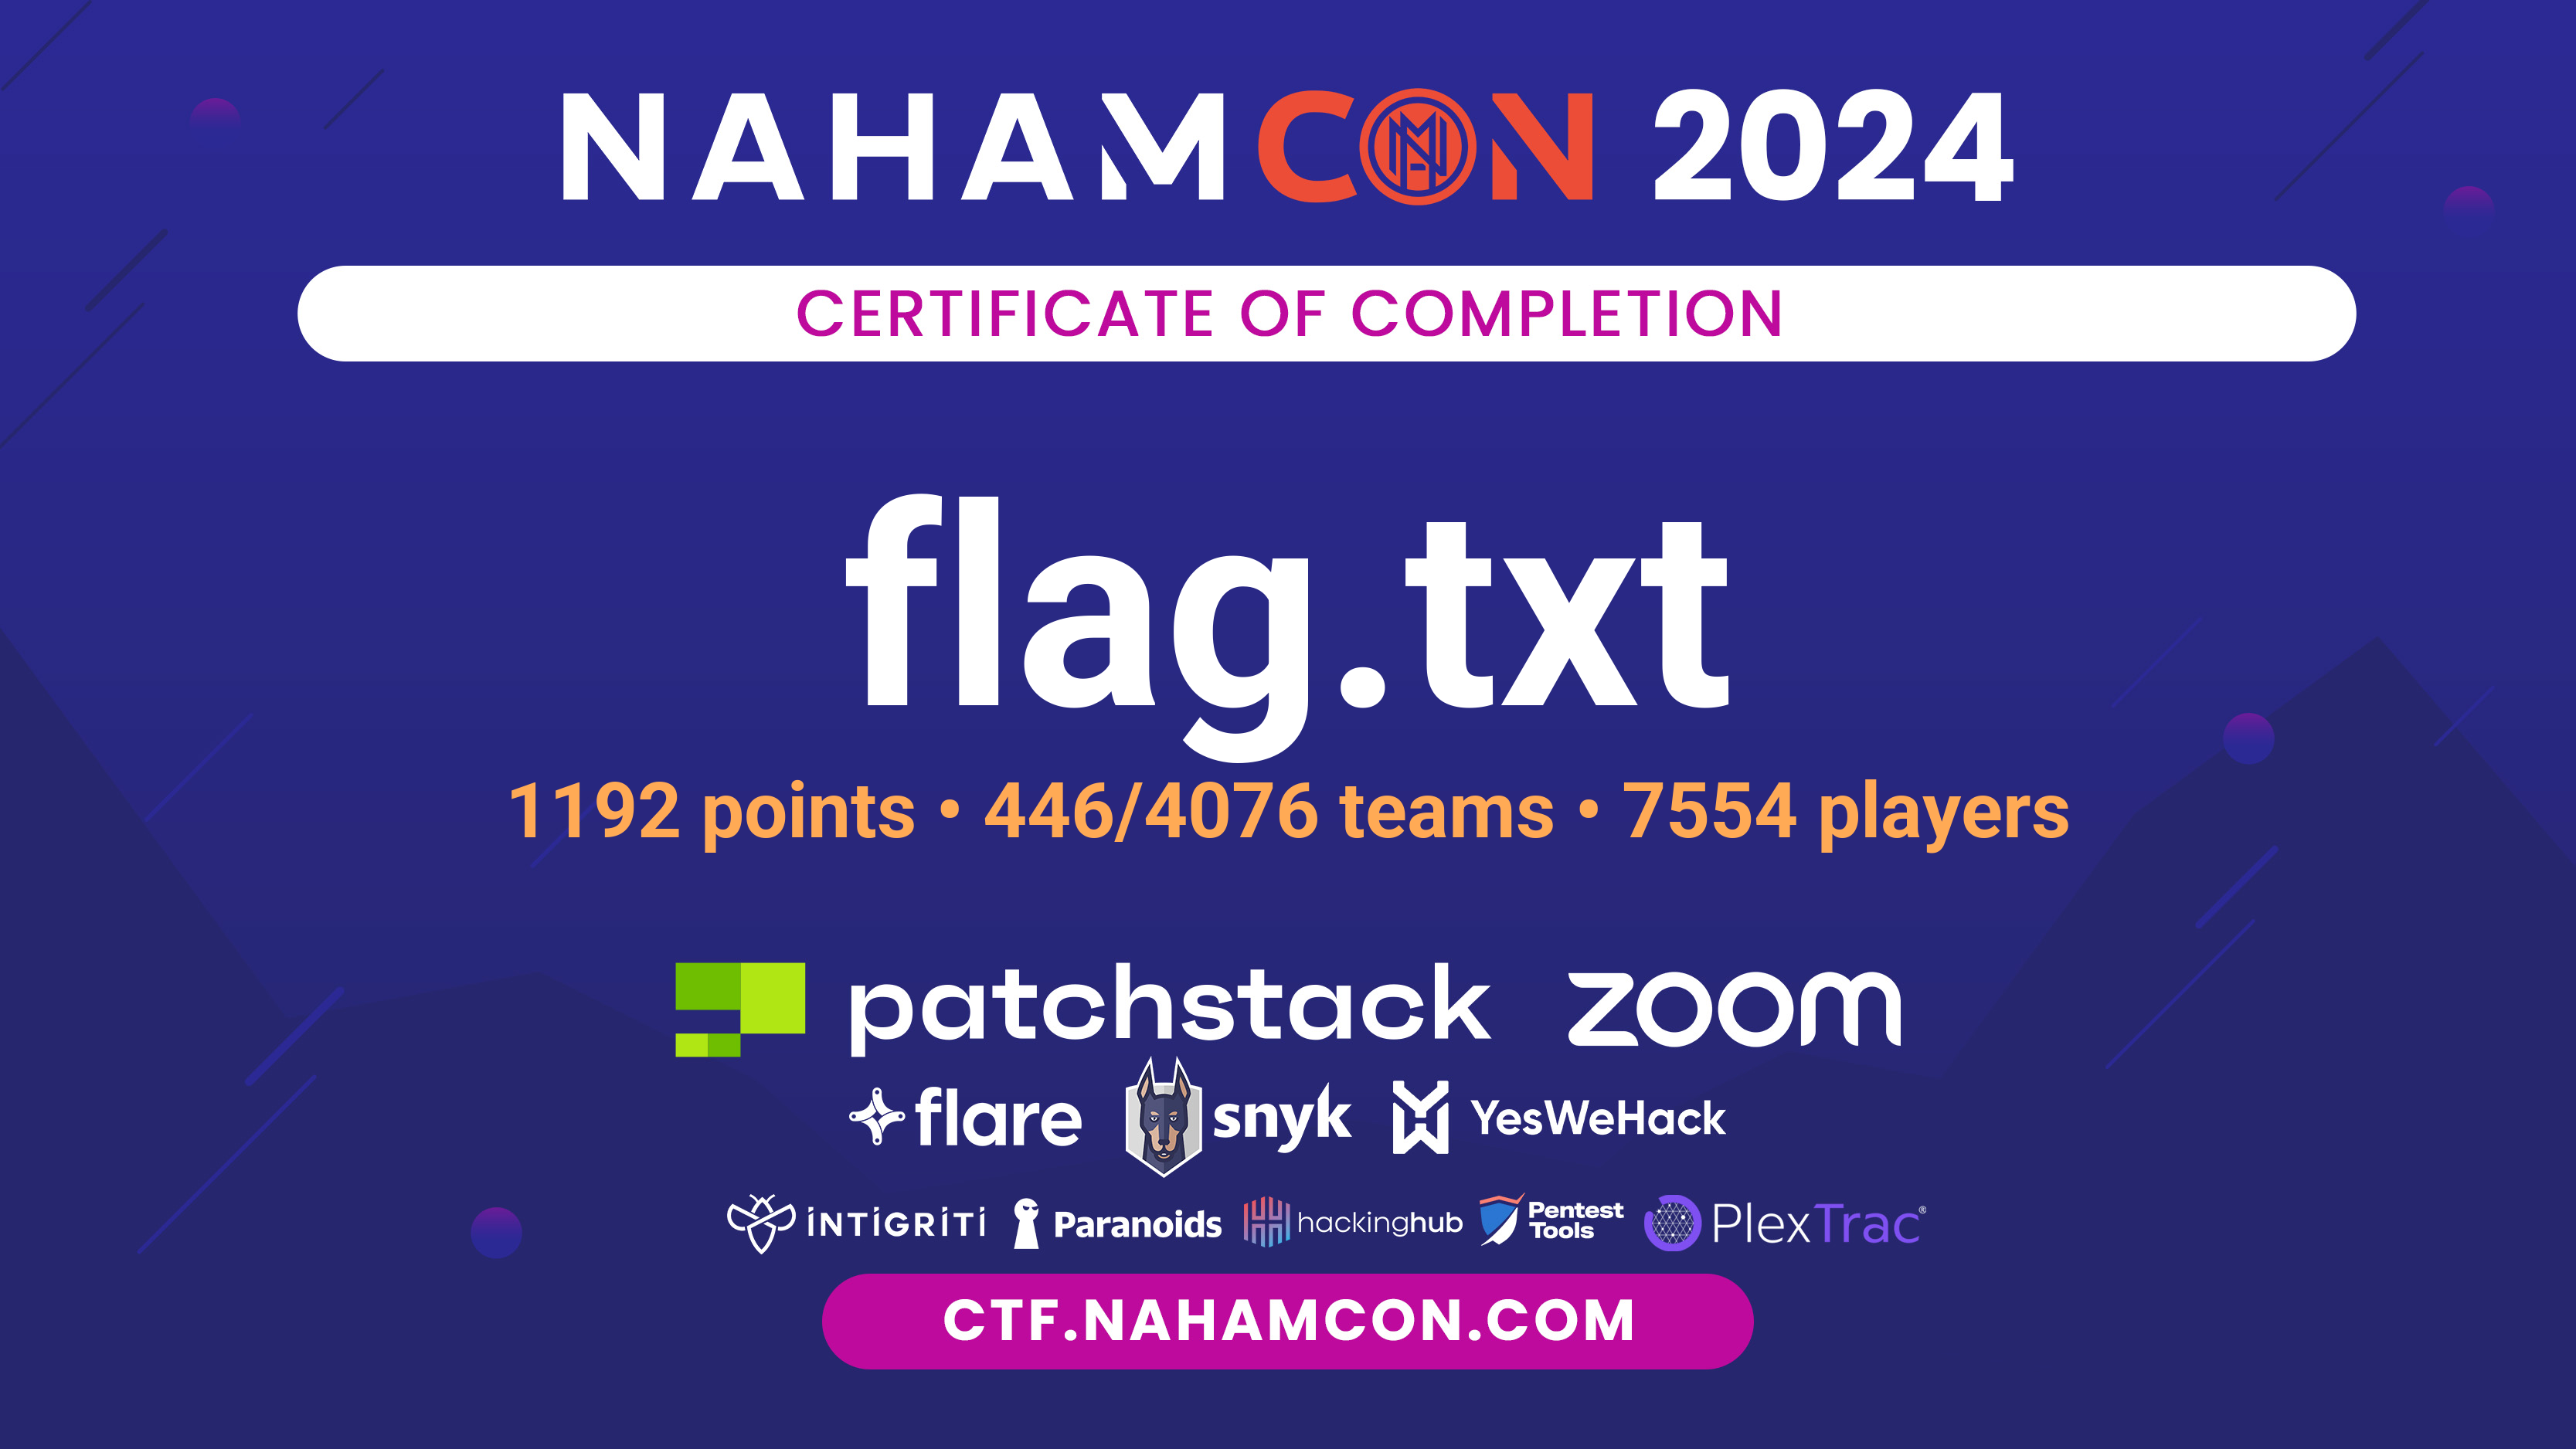 NAHAMCON 2024
CERTIFICATE OF COMPLETION
flag.txt
1192 points • 446/4076 teams • 7554 players
patchstack zoom
flare snyk YesWeHack
INTIGRITI Paranoids hackinghub Pentest Tools PlexTrac®
CTF.NAHAMCON.COM